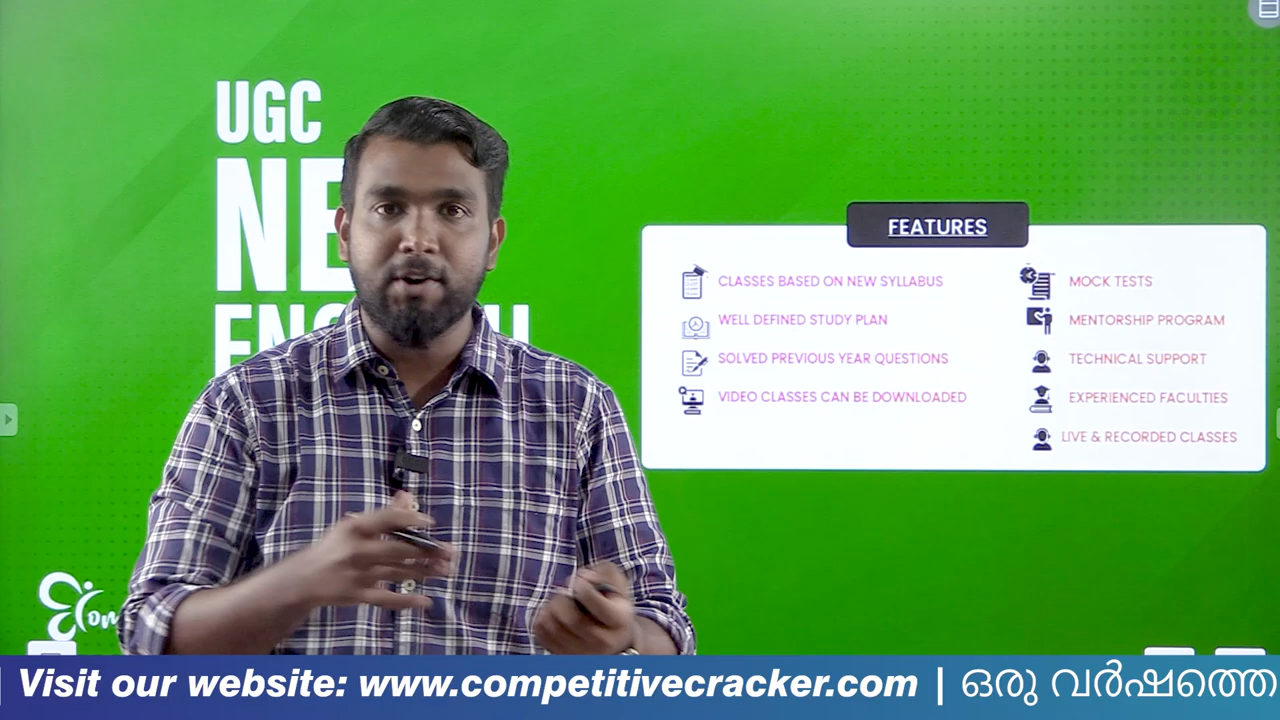 UGC
FEATURES
CLASSES BASED ON NEW SYLLABUS
WELL DEFINED STUDY PLAN
SOLVED PREVIOUS YEAR QUESTIONS
VIDEO CLASSES CAN BE DOWNLOADED
MOCK TESTS
MENTORSHIP PROGRAM
TECHNICAL SUPPORT
EXPERIENCED FACULTIES
LIVE & RECORDED CLASSES
| Visit our website: www.competitivecracker.com | ഒരു വർഷത്തെ